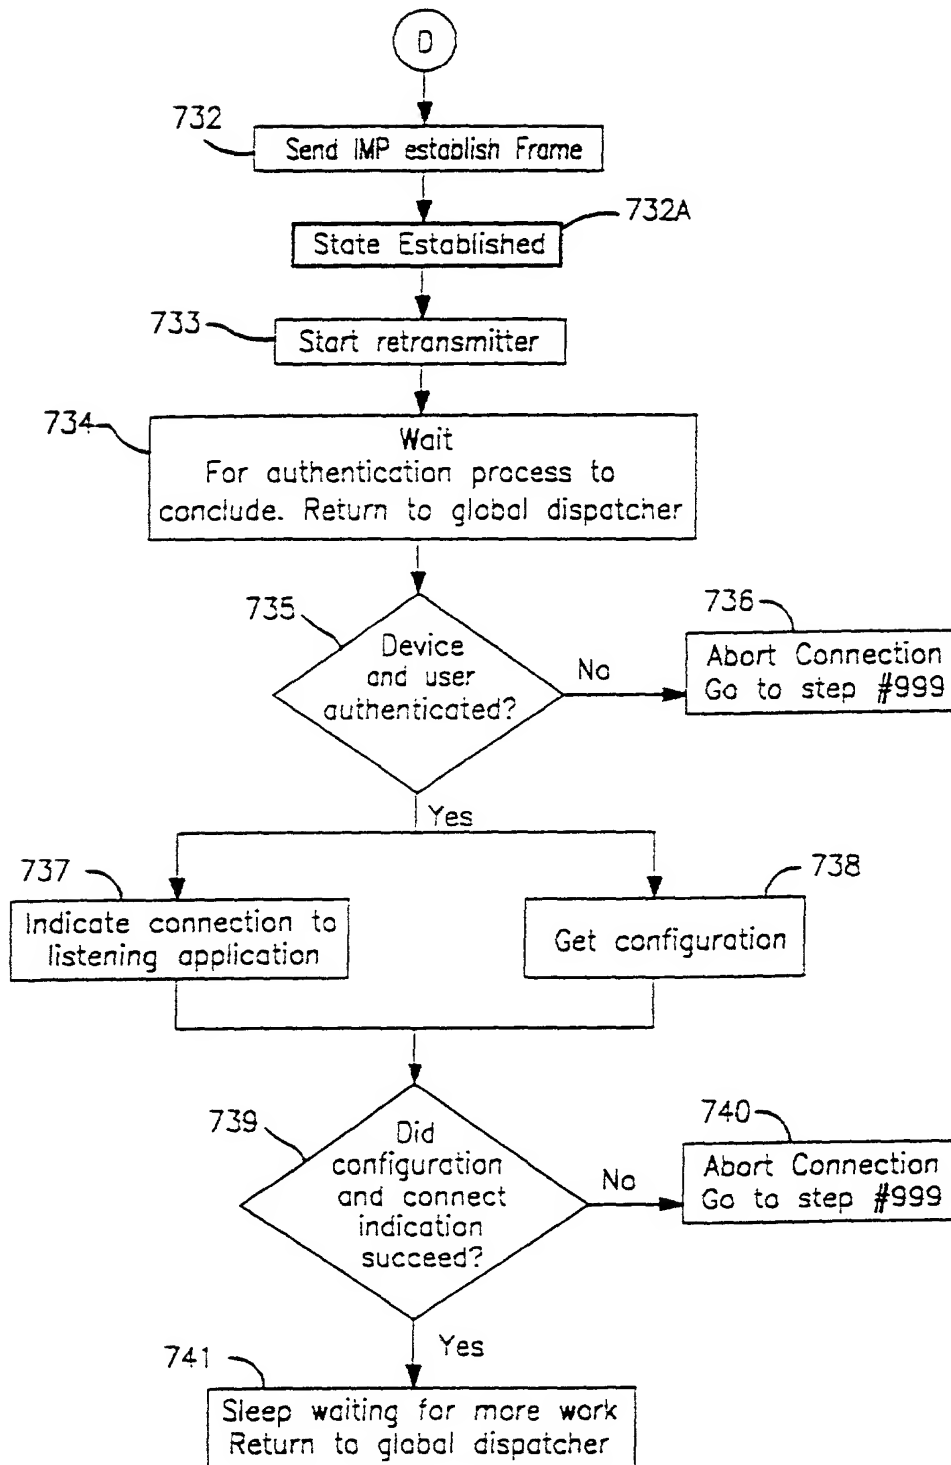 D
732
Send IMP establish Frame
732A
State Established
733
Start retransmitter
734
Wait
For authentication process to
conclude. Return to global dispatcher
735
Device
and user
authenticated?
No
736
Abort Connection
Go to step #999
Yes
737
Indicate connection to
listening application
738
Get configuration
739
Did
configuration
and connect
indication
succeed?
No
740
Abort Connection
Go to step #999
Yes
741
Sleep waiting for more work
Return to global dispatcher